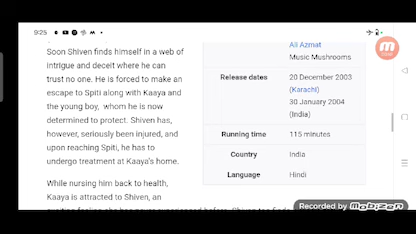 9:25
Soon Shiven finds himself in a web of
intrigue and deceit where he can
trust no one. He is forced to make an
escape to Spiti along with Kaaya and
the young boy, whom he is now
determined to protect. Shiven has,
however, seriously been injured, and
upon reaching Spiti, he has to
undergo treatment at Kaaya's home.
While nursing him back to health,
Kaaya is attracted to Shiven, an
Ali Azmat
Music Mushrooms
Release dates
20 December 2003
(Karachi)
30 January 2004
(India)
Running time
115 minutes
Country
India
Language
Hindi
Recorded by Mobizen